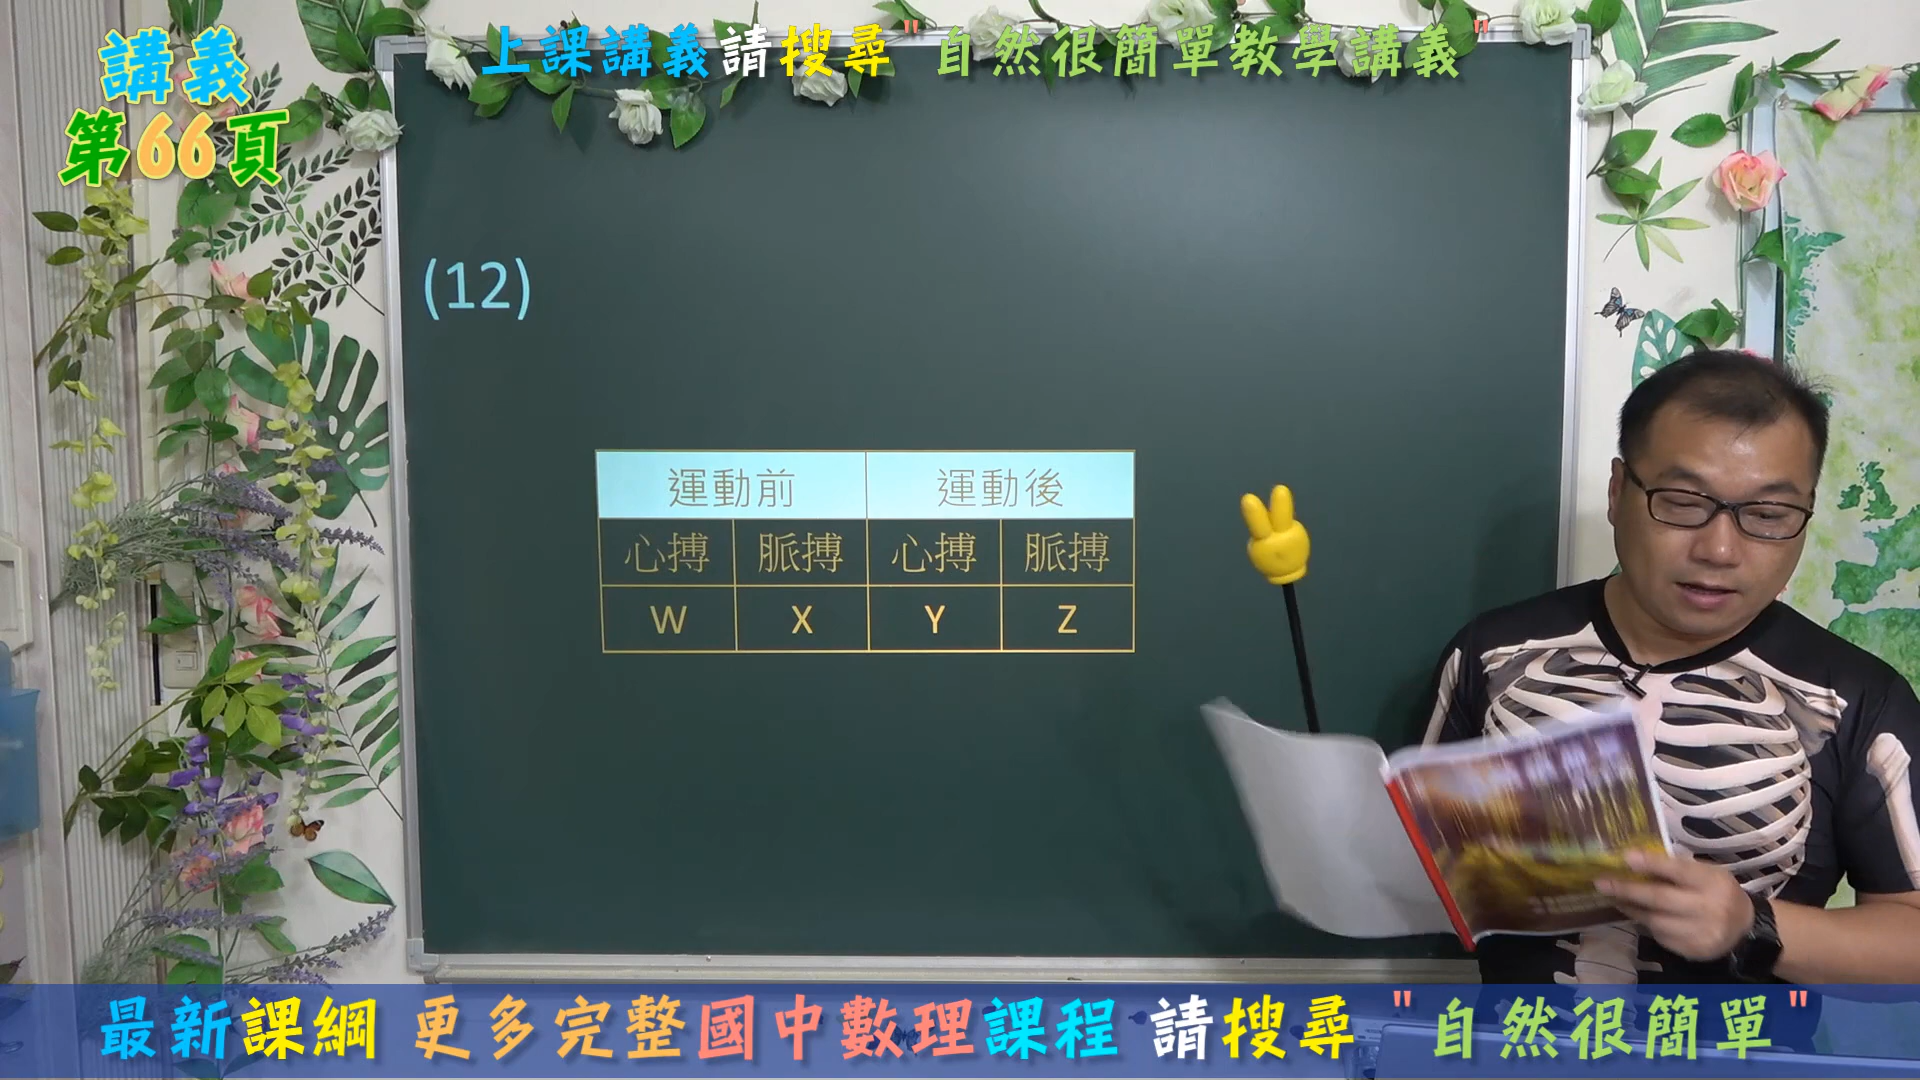 上課講義請搜尋"自然很簡單教學講義"
講義
第66頁
(12)
運動前 運動後
心搏 脈搏 心搏 脈搏
W X Y Z
最新課綱 更多完整國中數理課程 請搜尋 "自然很簡單"